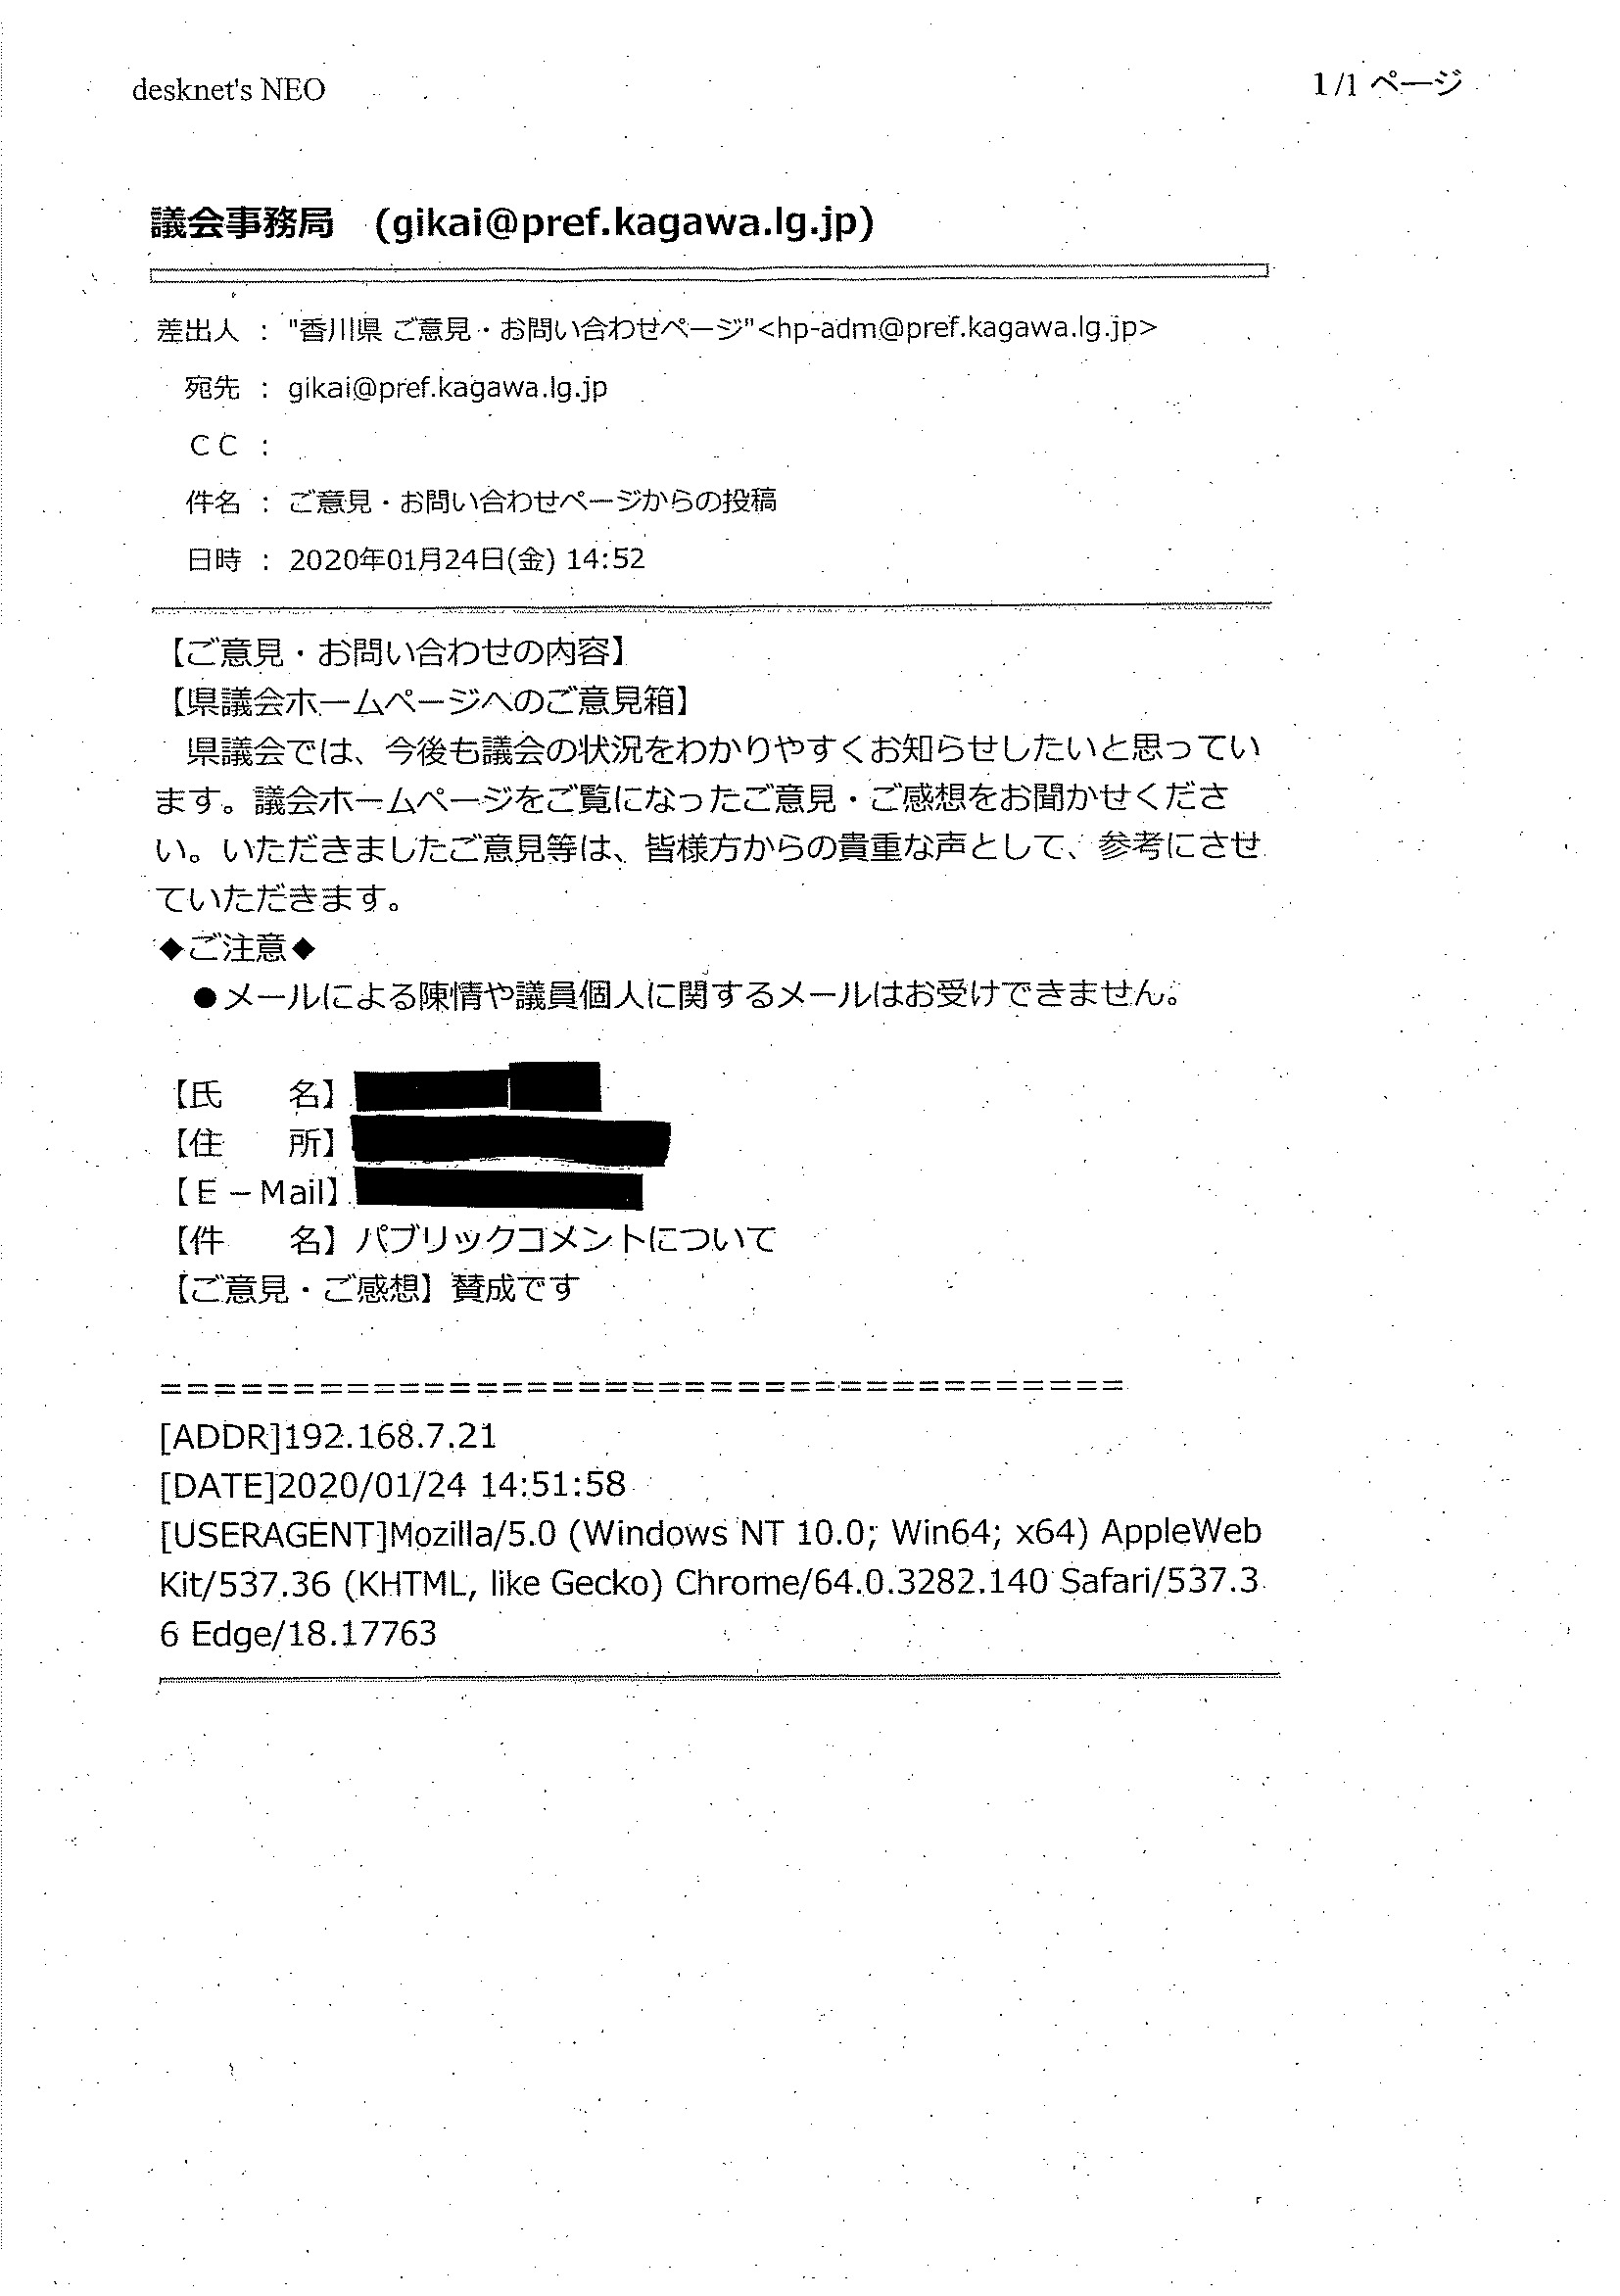 desknet's NEO
1/1 ページ
議会事務局　(gikai@pref.kagawa.lg.jp)
差出人 : "香川県 ご意見・お問い合わせページ"<hp-adm@pref.kagawa.lg.jp>
宛先 : gikai@pref.kagawa.lg.jp
ＣＣ :
件名 : ご意見・お問い合わせページからの投稿
日時 : 2020年01月24日(金) 14:52
【ご意見・お問い合わせの内容】
【県議会ホームページへのご意見箱】
　県議会では、今後も議会の状況をわかりやすくお知らせしたいと思ってい
ます。議会ホームページをご覧になったご意見・ご感想をお聞かせくださ
い。いただきましたご意見等は、皆様方からの貴重な声として、参考にさせ
ていただきます。
◆ご注意◆
　●メールによる陳情や議員個人に関するメールはお受けできません。
【氏　　名】
【住　　所】
【Ｅ－Mail】
【件　　名】パブリックコメントについて
【ご意見・ご感想】賛成です
=====================================
[ADDR]192.168.7.21
[DATE]2020/01/24 14:51:58
[USERAGENT]Mozilla/5.0 (Windows NT 10.0; Win64; x64) AppleWeb
Kit/537.36 (KHTML, like Gecko) Chrome/64.0.3282.140 Safari/537.3
6 Edge/18.17763